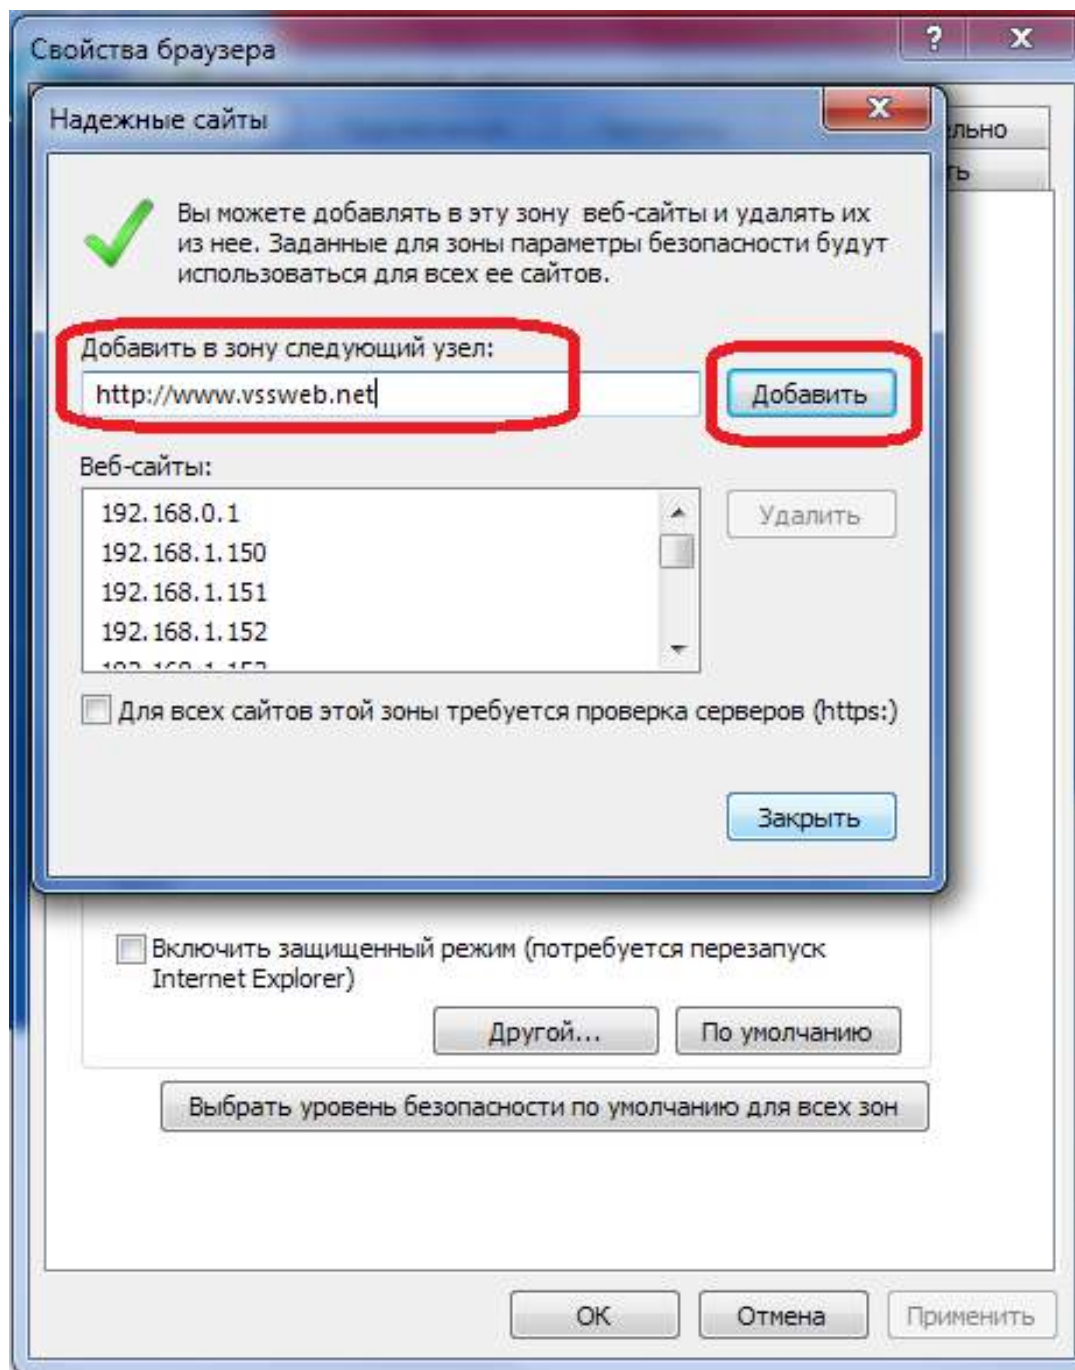 Свойства браузера
?
X
Надежные сайты
X
Вы можете добавлять в эту зону веб-сайты и удалять их
из нее. Заданные для зоны параметры безопасности будут
использоваться для всех ее сайтов.
Добавить в зону следующий узел:
http://www.vssweb.net
Добавить
Веб-сайты:
192.168.0.1
192.168.1.150
192.168.1.151
192.168.1.152
Удалить
Для всех сайтов этой зоны требуется проверка серверов (https:)
Закрыть
Включить защищенный режим (потребуется перезапуск
Internet Explorer)
Другой...
По умолчанию
Выбрать уровень безопасности по умолчанию для всех зон
ОК
Отмена
Применить